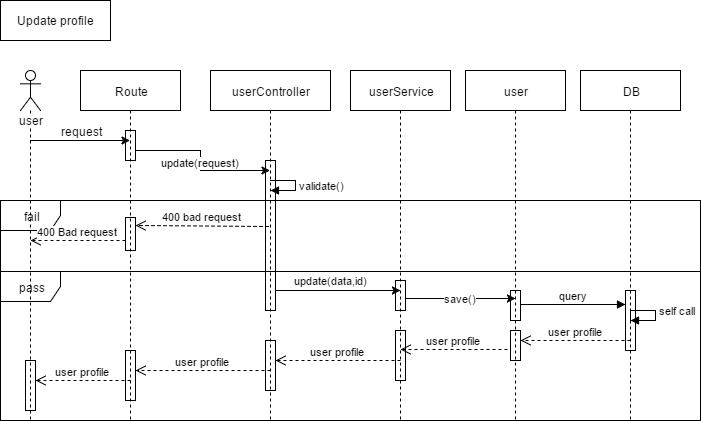 Update profile
Route
userController
userService
user
DB
user
request
update(request)
validate()
fail
400 bad request
400 Bad request
pass
update(data,id)
save()
query
self call
user profile
user profile
user profile
user profile
user profile